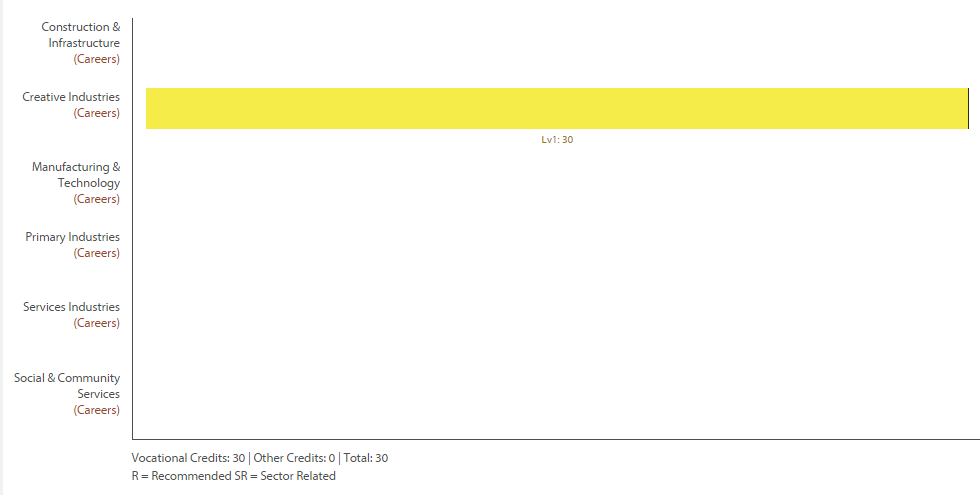 Construction &
Infrastructure
(Careers)
Creative Industries
(Careers)
Lv1: 30
Manufacturing &
Technology
(Careers)
Primary Industries
(Careers)
Services Industries
(Careers)
Social & Community
Services
(Careers)
Vocational Credits: 30 | Other Credits: 0 | Total: 30
R = Recommended SR = Sector Related